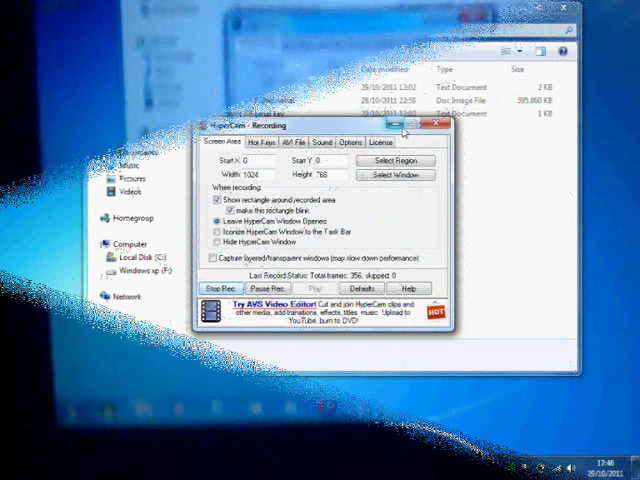 Date modified Type Size
29/10/2011 13:02 Text Document 2 KB
28/10/2011 22:56 Disc Image File 595,860 KB
key Text Document 1 KB
HyperCam - Recording
Screen Area Hot Keys AVI File Sound Options License
Start X 0 Start Y 0 Select Region
Width: 1024 Height 768 Select Window
When recording:
Show rectangle around recorded area
make this rectangle blink
Leave HyperCam Window Opened
Iconize HyperCam Window to the Task Bar
Hide HyperCam Window
Capture layered/transparent windows (may slow down performance)
Last Record Status: Total frames: 356, skipped: 0
Stop Rec. Pause Rec. Play Defaults Help
Try AVS Video Editor! Cut and join HyperCam clips and
other media, add transitions, effects, titles, music. Upload to
YouTube, burn to DVD!
HOT
Music
Pictures
Videos
Homegroup
Computer
Local Disk (C:)
Windows xp (F:)
Network
17:46
29/10/2011